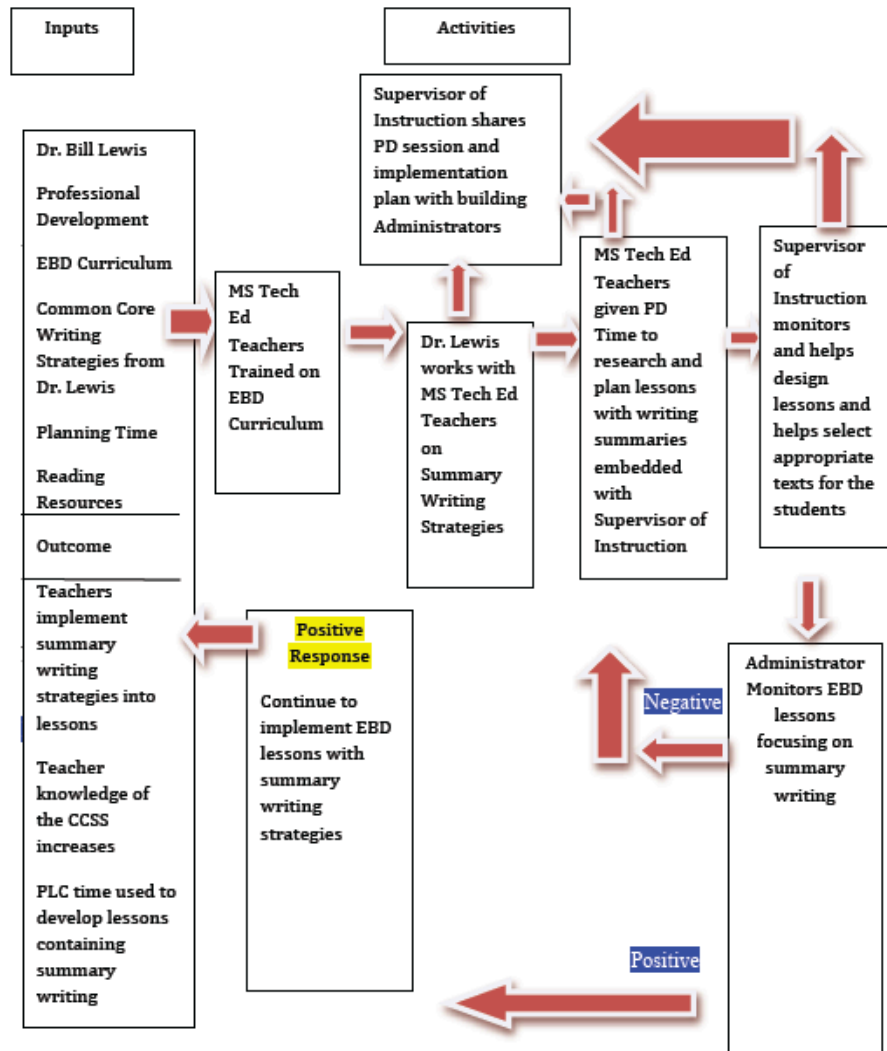 Inputs
Activities
Dr. Bill Lewis
Professional
Development
EBD Curriculum
Common Core
Writing
Strategies from
Dr. Lewis
Planning Time
Reading
Resources
Outcome
Teachers
implement
summary
writing
strategies into
lessons
Teacher
knowledge of
the CCSS
increases
PLC time used to
develop lessons
containing
summary
writing
MS Tech
Ed
Teachers
Trained on
EBD
Curriculum
Supervisor of
Instruction shares
PD session and
implementation
plan with building
Administrators
Dr. Lewis
works with
MS Tech Ed
Teachers
on
Summary
Writing
Strategies
MS Tech Ed
Teachers
given PD
Time to
research and
plan lessons
with writing
summaries
embedded
with
Supervisor of
Instruction
Supervisor
of
Instruction
monitors
and helps
design
lessons and
helps select
appropriate
texts for the
students
Administrator
Monitors EBD
lessons
focusing on
summary
writing
Negative
Positive
Positive
Response
Continue to
implement EBD
lessons with
summary
writing
strategies